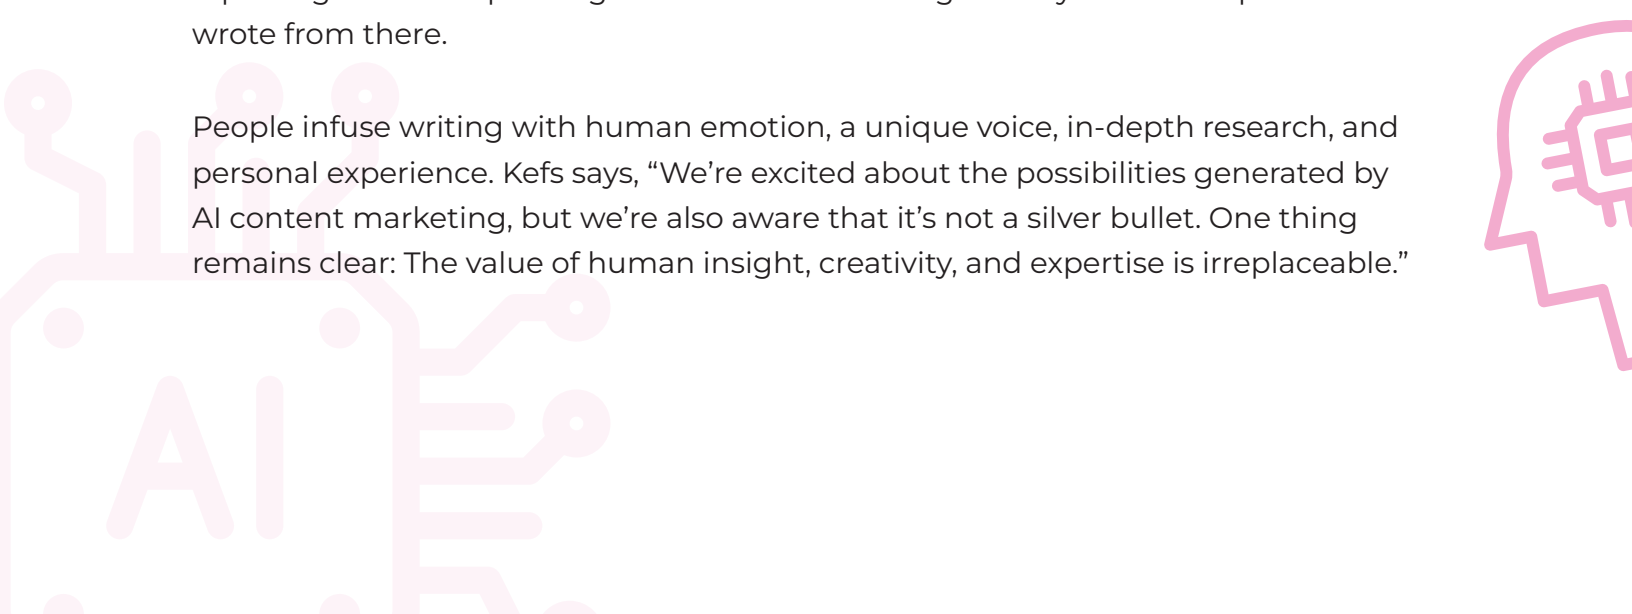 wrote from there.
People infuse writing with human emotion, a unique voice, in-depth research, and
personal experience. Kefs says, “We’re excited about the possibilities generated by
AI content marketing, but we’re also aware that it’s not a silver bullet. One thing
remains clear: The value of human insight, creativity, and expertise is irreplaceable.”
AI